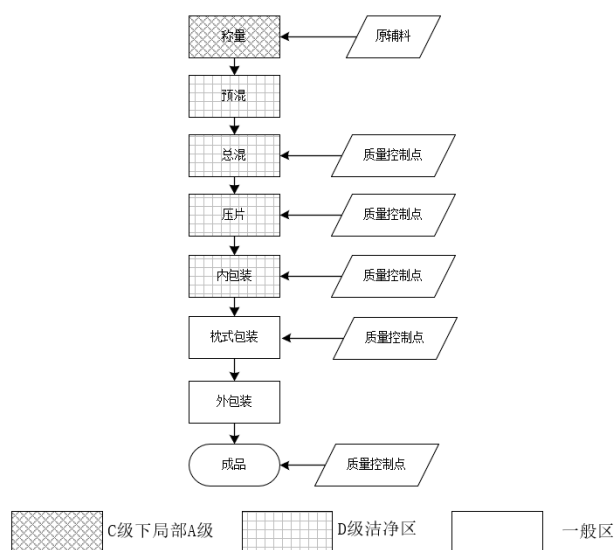 称量
原辅料
预混
总混
质量控制点
压片
质量控制点
内包装
质量控制点
枕式包装
质量控制点
外包装
成品
质量控制点
C级下局部A级
D级洁净区
一般区